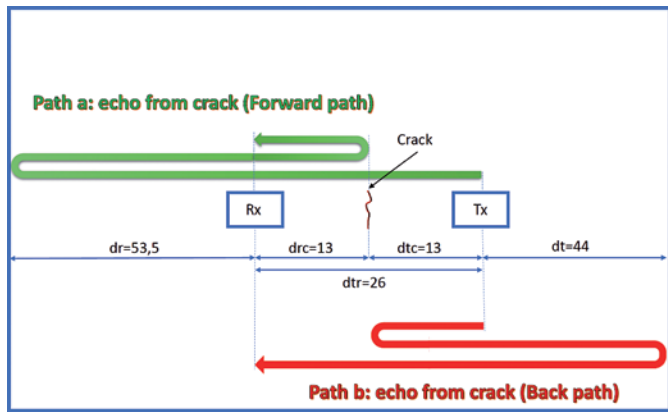 Path a: echo from crack (Forward path)
Crack
Rx
Tx
dr=53,5
drc=13
dtc=13
dt=44
dtr=26
Path b: echo from crack (Back path)